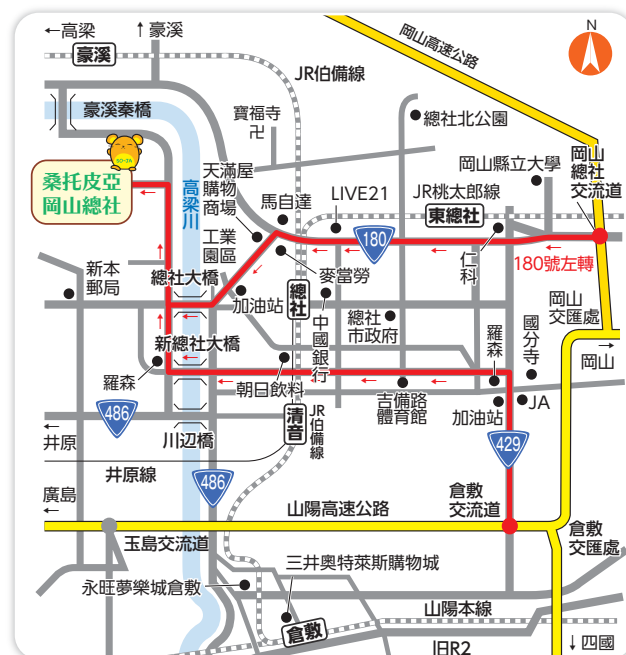 ←高梁
↑豪溪
豪溪
JR伯備線
岡山高速公路
N
豪溪秦橋
寶福寺
卍
總社北公園
岡山縣立大學
岡山
總社
交流道
SO-JA
桑托皮亞
岡山總社
高梁川
天滿屋
購物
商場
馬自達
LIVE21
JR桃太郎線
東總社
180
仁科
180號左轉
工業
園區
麥當勞
新本
郵局
總社大橋
加油站
總社
中國銀行
總社
市政府
羅森
國分寺
岡山
交匯處
→
岡山
新總社大橋
羅森
朝日飲料
吉備路
體育館
加油站
JA
486
清音
JR伯備線
429
←
井原
川辺橋
井原線
486
廣島
←
山陽高速公路
倉敷
交流道
玉島交流道
倉敷
交匯處
三井奧特萊斯購物城
永旺夢樂城倉敷
山陽本線
倉敷
旧R2
↓四國